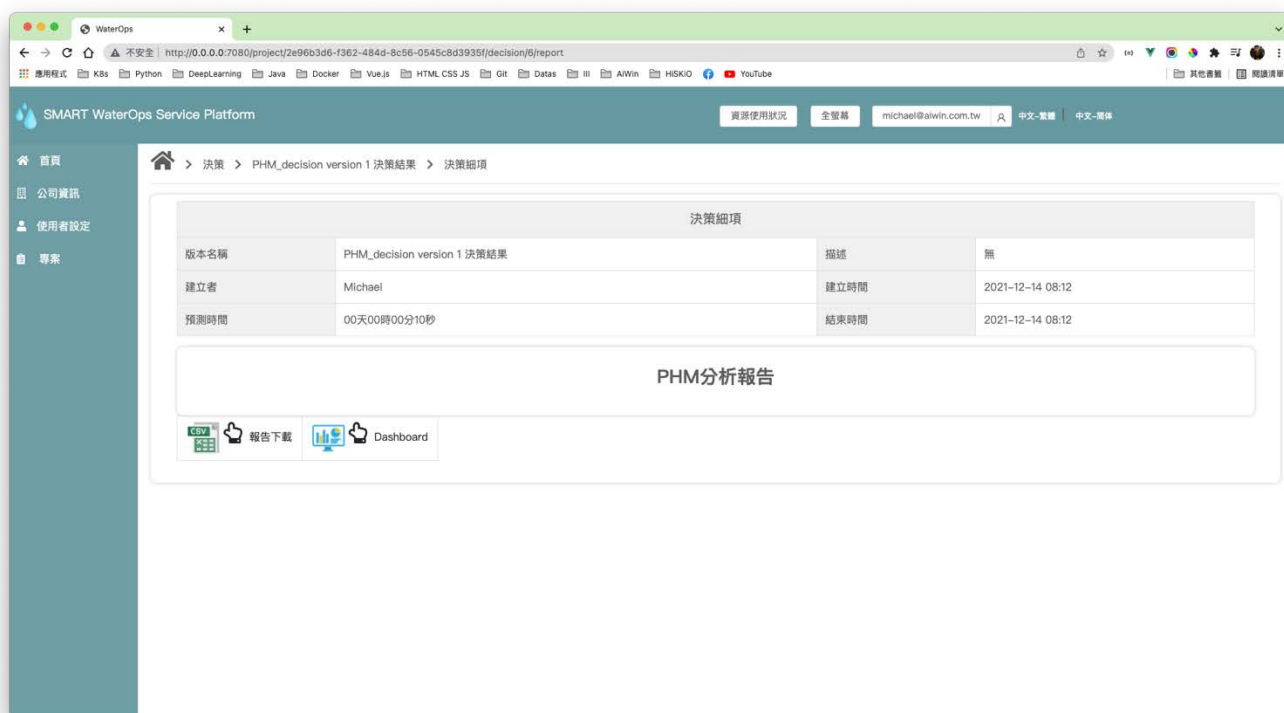 WaterOps
不安全 http://0.0.0.0:7080/project/2e96b3d6-f362-484d-8c56-0545c8d3935f/decision/6/report
應用程式 K8s Python DeepLearning Java Docker Vue.js HTML CSS JS Git Datas III AiWin HiSKIO YouTube 其他書籤 閱讀清單
SMART WaterOps Service Platform 資源使用狀況 全螢幕 michael@aiwin.com.tw 中文-繁體 中文-简体
首頁
公司資訊
使用者設定
專案
> 決策 > PHM_decision version 1 決策結果 > 決策細項
決策細項
版本名稱 PHM_decision version 1 決策結果 描述 無
建立者 Michael 建立時間 2021-12-14 08:12
預測時間 00天00時00分10秒 結束時間 2021-12-14 08:12
PHM分析報告
CSV 報告下載 Dashboard